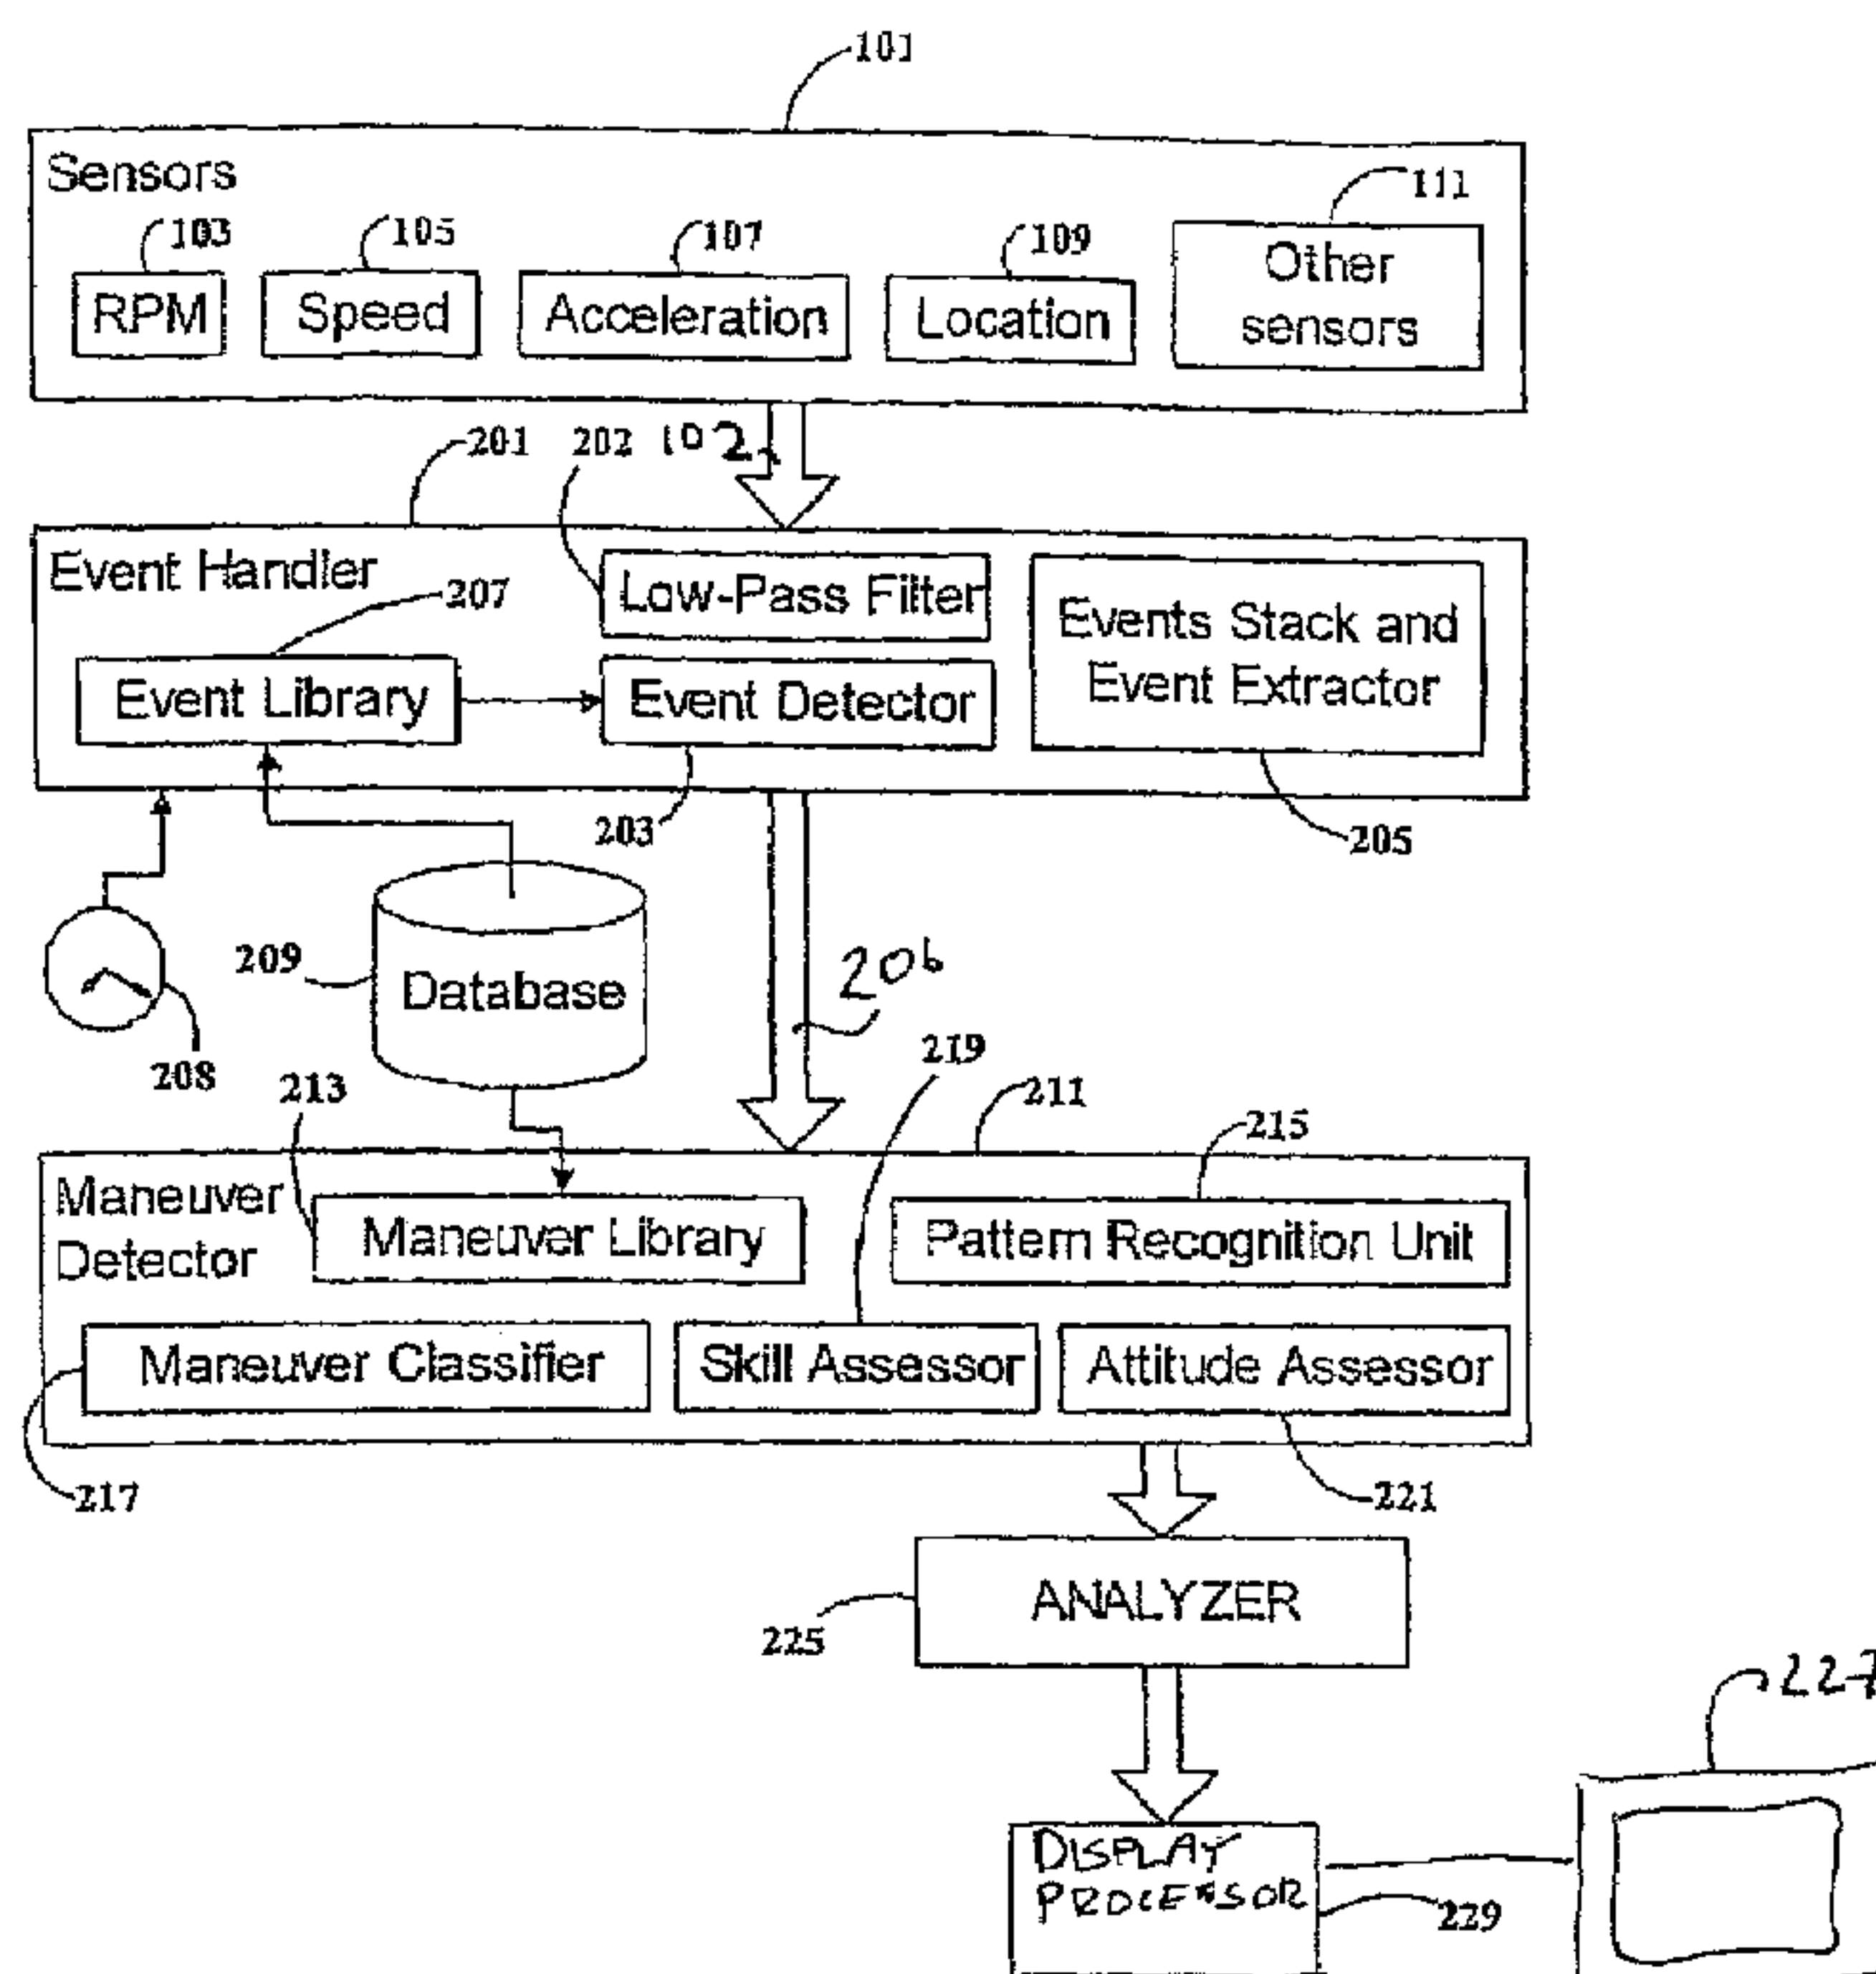 101
Sensors
111
103
105
107
109
RPM
Speed
Acceleration
Location
Other
sensors
201
202
102
Event Handler
207
Low-Pass Filter
Events Stack and
Event Extractor
Event Library
Event Detector
203
205
209
Database
206
208
213
219
211
215
Maneuver
Detector
Maneuver Library
Pattern Recognition Unit
Maneuver Classifier
Skill Assessor
Attitude Assessor
217
221
ANALYZER
225
227
DISPLAY
PROCESSOR
229